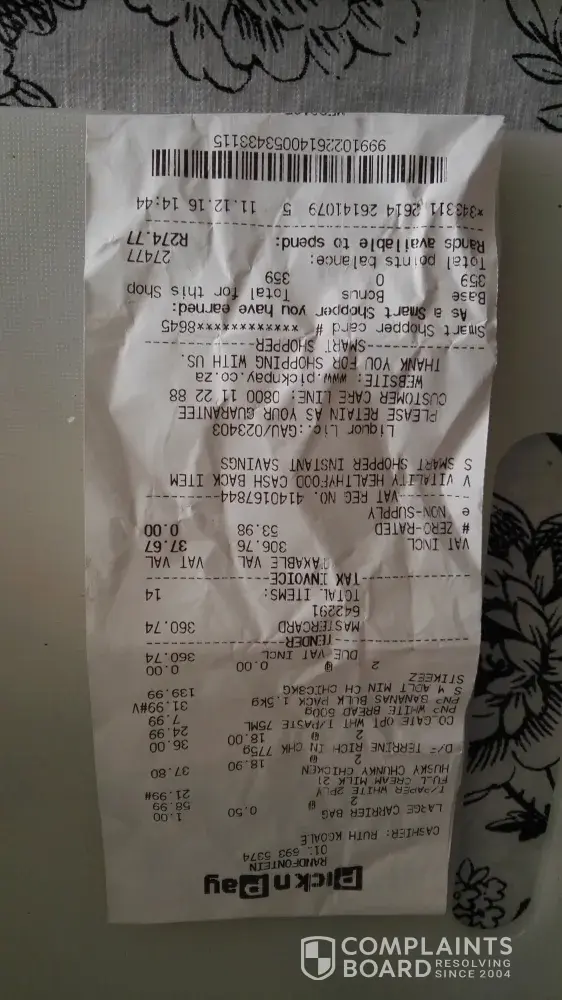 Pick n Pay
RANDFONTEIN
01: 693 5374
CASHIER: RUTH KGOALE
LARGE CARRIER BAG
2 @ 0.50 1.00
T/PAPER WHITE 2PLY 58.99
FULL CREAM MILK 2l 21.99#
HUSKY CHUNKY CHICKEN
2 @ 18.90 37.80
D/F TERRINE RICH IN CHK 775g
2 @ 18.00 36.00
CO.GATE OPT WHT T/PASTE 75ML 24.99
PNP WHITE BREAD 600g 7.99
PNP BANANAS BULK PACK 1.5kg 31.99#V
S M ADLT MIN CH CHIC8KG 139.99
STIKEEZ
2 @ 0.00 0.00
DUE VAT INCL 360.74
TENDER
MASTERCARD 360.74
642291
TOTAL ITEMS: 14
TAX INVOICE
TAXABLE VAL VAT VAL
VAT INCL 306.76 37.67
# ZERO-RATED 53.98 0.00
e NON-SUPPLY
VAT REG NO. 4140167844
V VITALITY HEALTHYFOOD CASH BACK ITEM
S SMART SHOPPER INSTANT SAVINGS
Liquor Lic.:GAU/023403
PLEASE RETAIN AS YOUR GUARANTEE
CUSTOMER CARE LINE: 0800 11 22 88
WEBSITE: www.picknpay.co.za
THANK YOU FOR SHOPPING WITH US.
SMART SHOPPER
Smart Shopper card # ************8645
As a Smart Shopper you have earned:
Base Bonus Total for this Shop
359 0 359
Total points balance: 27477
Rands available to spend: R274.77
*343311 2614 26141079 5 11.12.16 14:44
999102261400534331​15
COMPLAINTS
BOARD RESOLVING
SINCE 2004